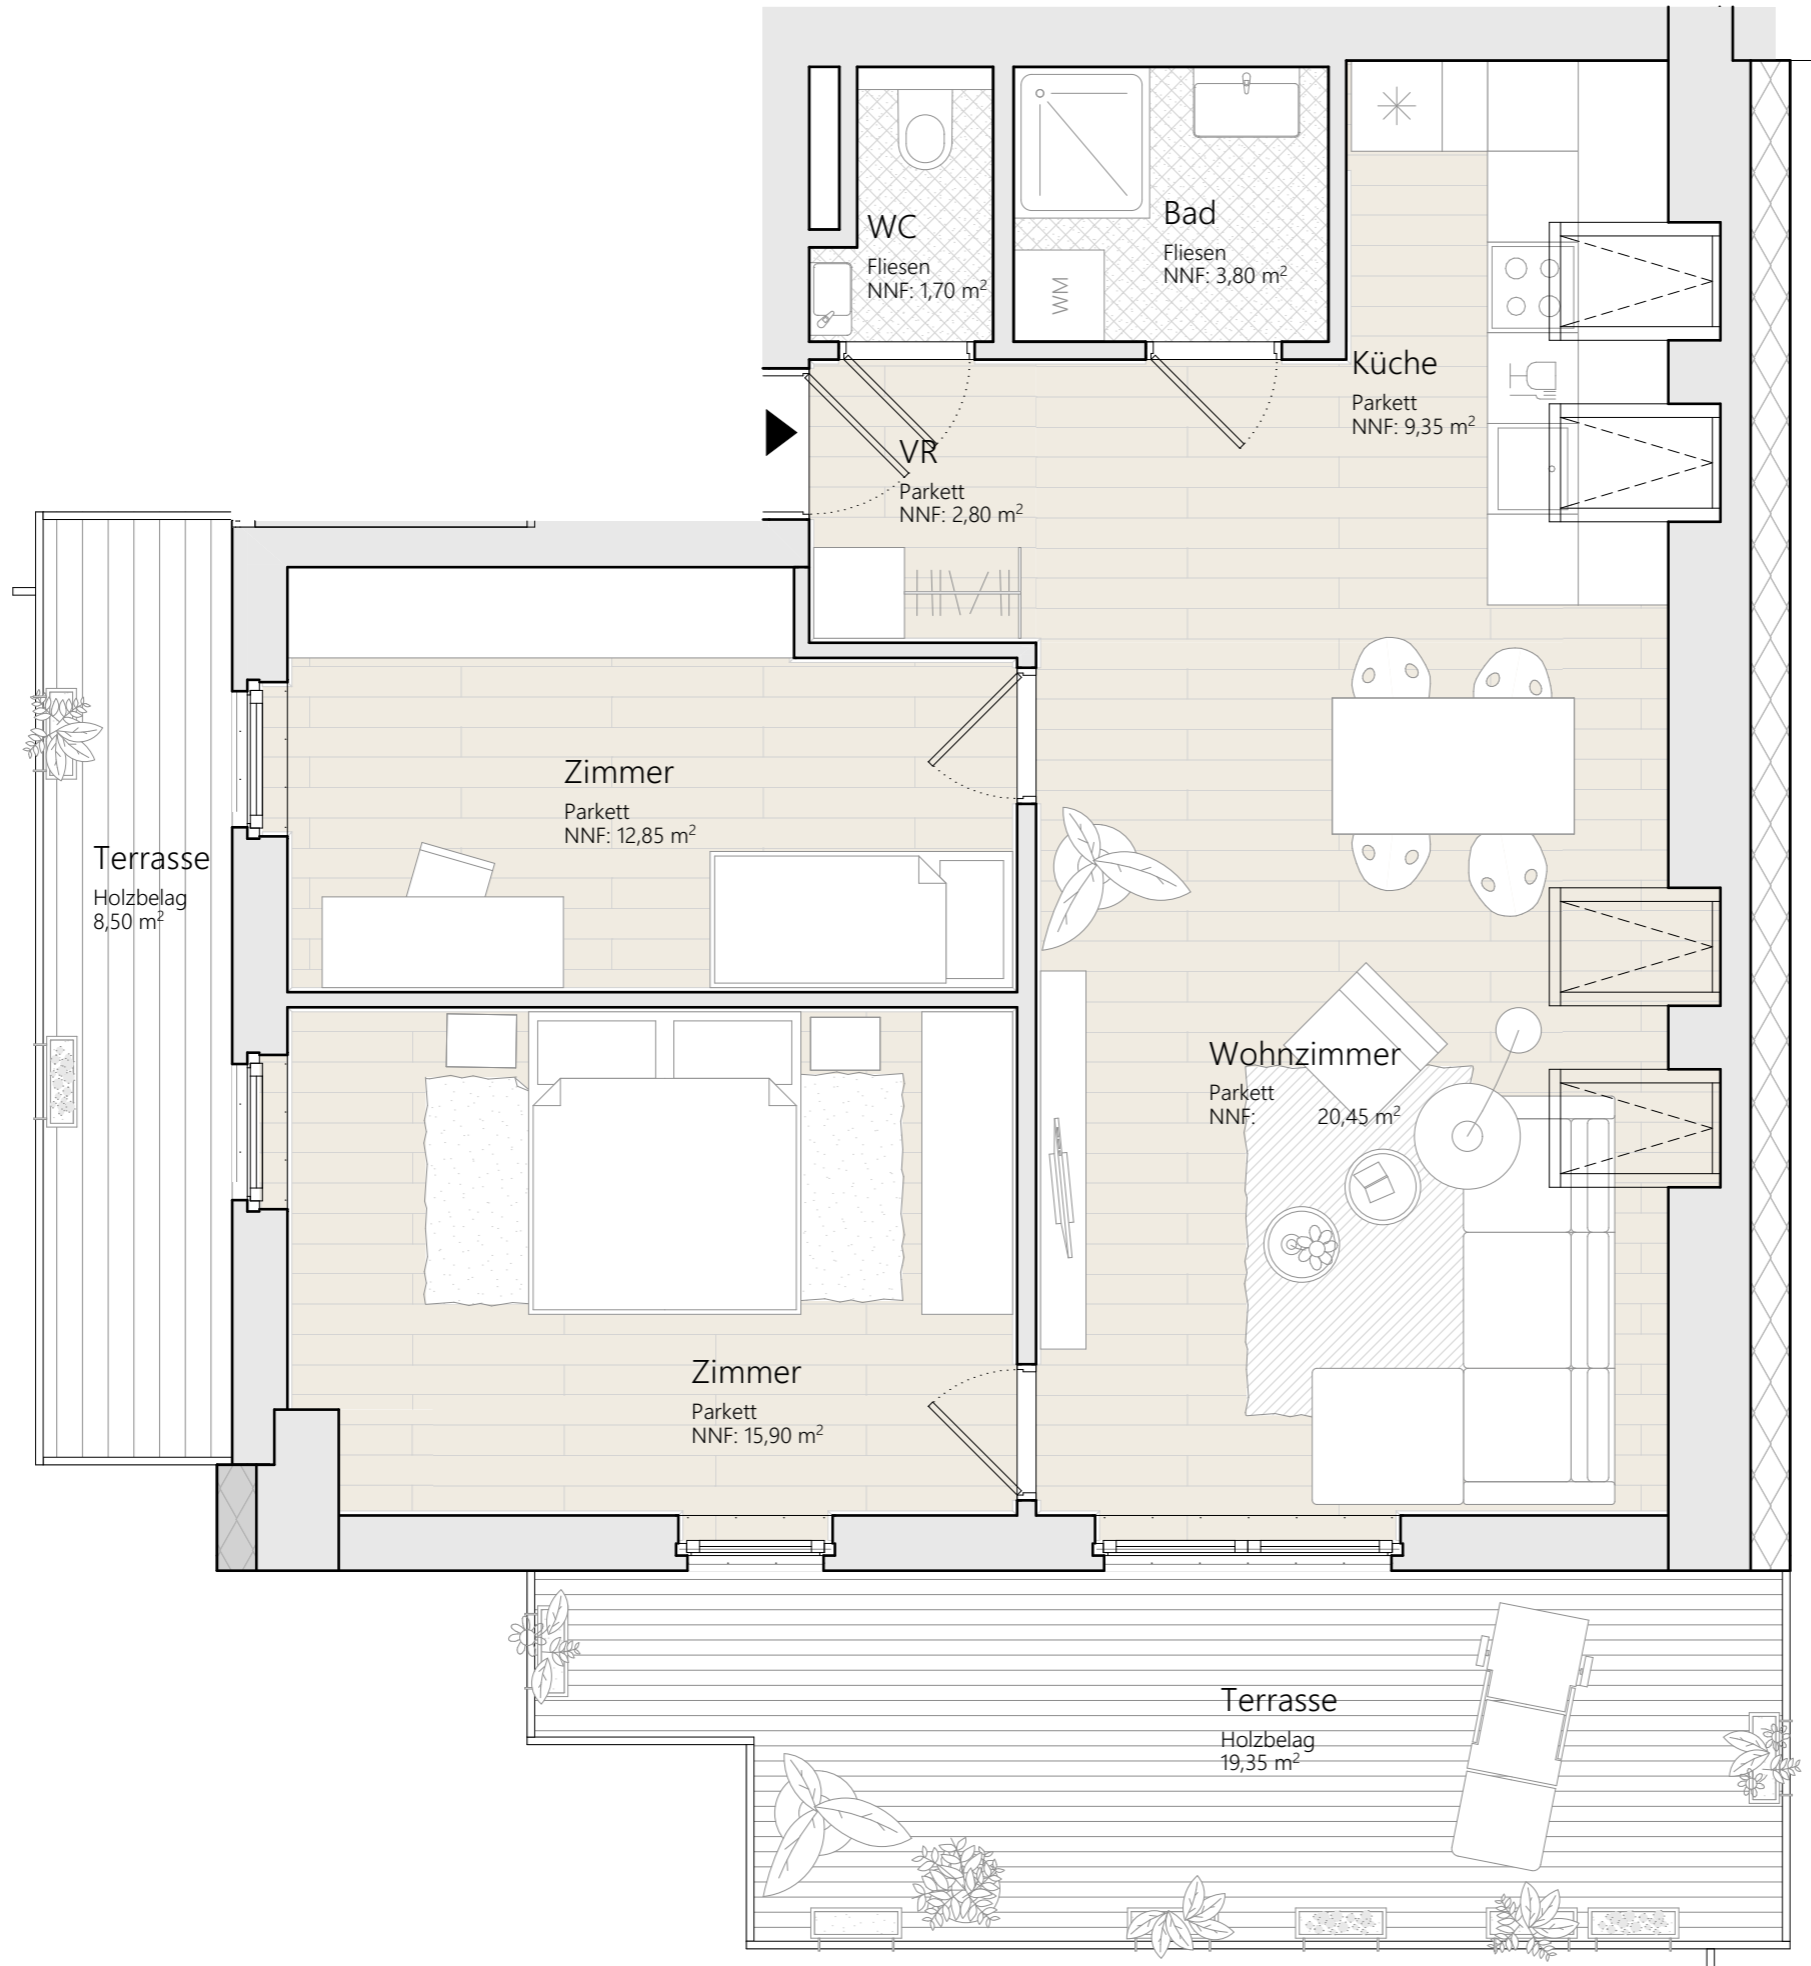 WC
Fliesen
NNF: 1,70 m²
Bad
Fliesen
NNF: 3,80 m²
WM
Küche
Parkett
NNF: 9,35 m²
VR
Parkett
NNF: 2,80 m²
Zimmer
Parkett
NNF: 12,85 m²
Terrasse
Holzbelag
8,50 m²
Wohnzimmer
Parkett
NNF: 20,45 m²
Zimmer
Parkett
NNF: 15,90 m²
Terrasse
Holzbelag
19,35 m²